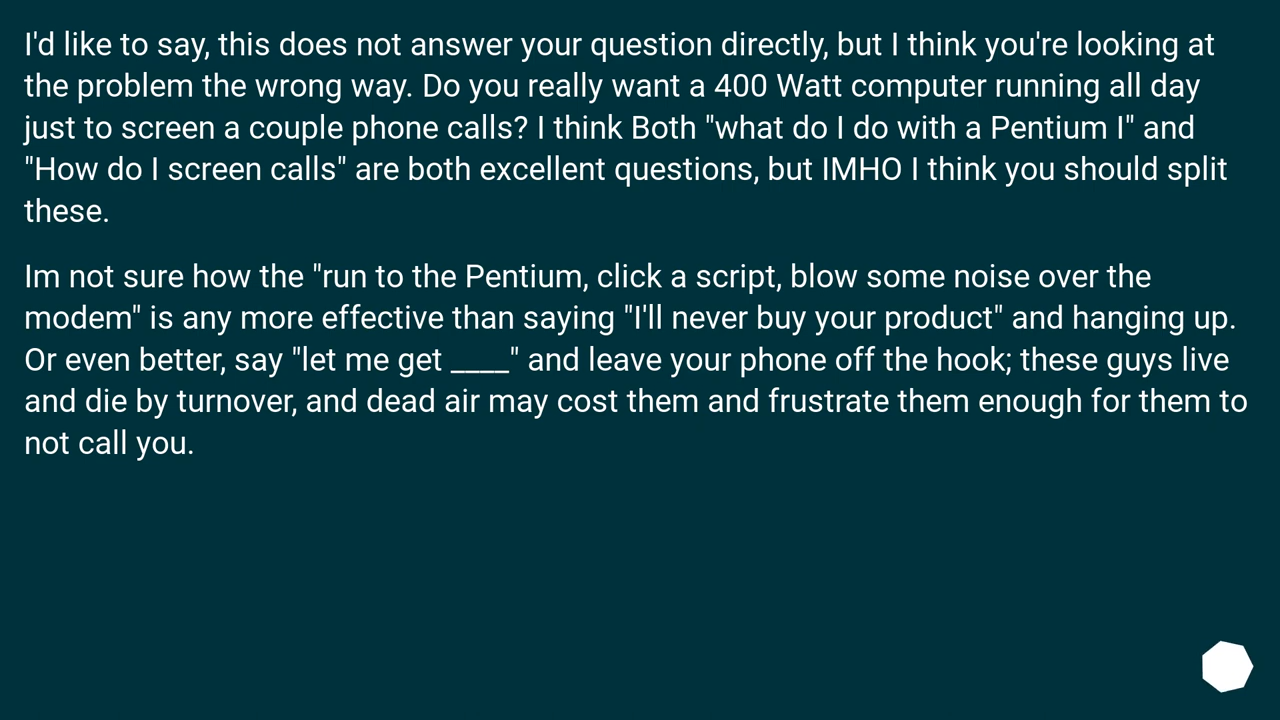 I'd like to say, this does not answer your question directly, but I think you're looking at
the problem the wrong way. Do you really want a 400 Watt computer running all day
just to screen a couple phone calls? I think Both "what do I do with a Pentium I" and
"How do I screen calls" are both excellent questions, but IMHO I think you should split
these.
Im not sure how the "run to the Pentium, click a script, blow some noise over the
modem" is any more effective than saying "I'll never buy your product" and hanging up.
Or even better, say "let me get ____" and leave your phone off the hook; these guys live
and die by turnover, and dead air may cost them and frustrate them enough for them to
not call you.